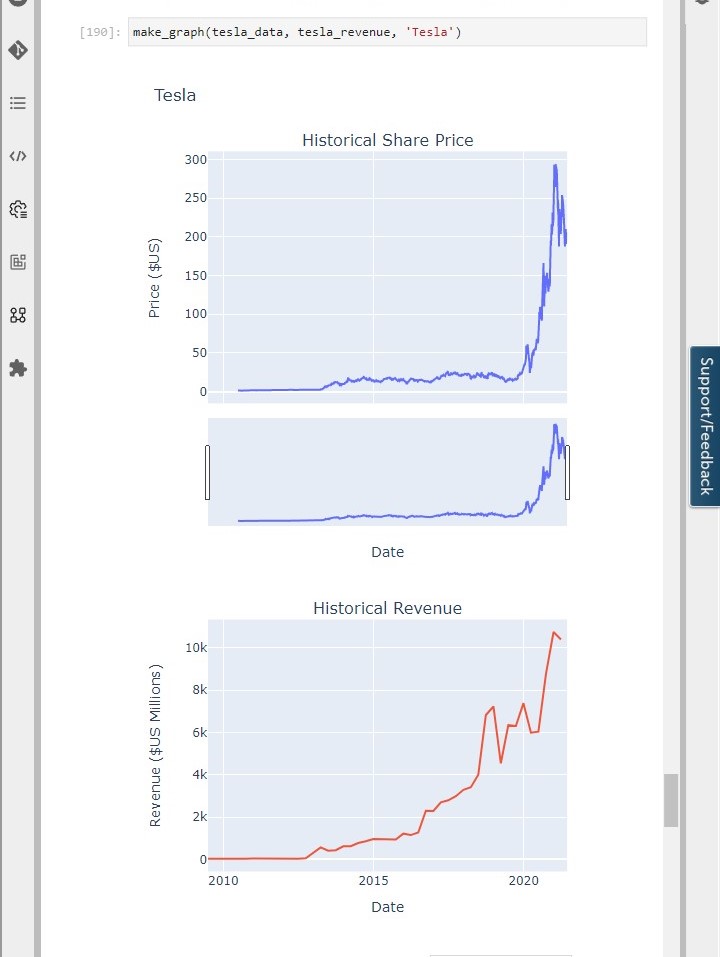 [190]: make_graph(tesla_data, tesla_revenue, 'Tesla')
Tesla
Historical Share Price
300
250
200
150
100
50
0
Price ($US)
Date
Historical Revenue
10k
8k
6k
4k
2k
0
Revenue ($US Millions)
2010 2015 2020
Date
Support/Feedback